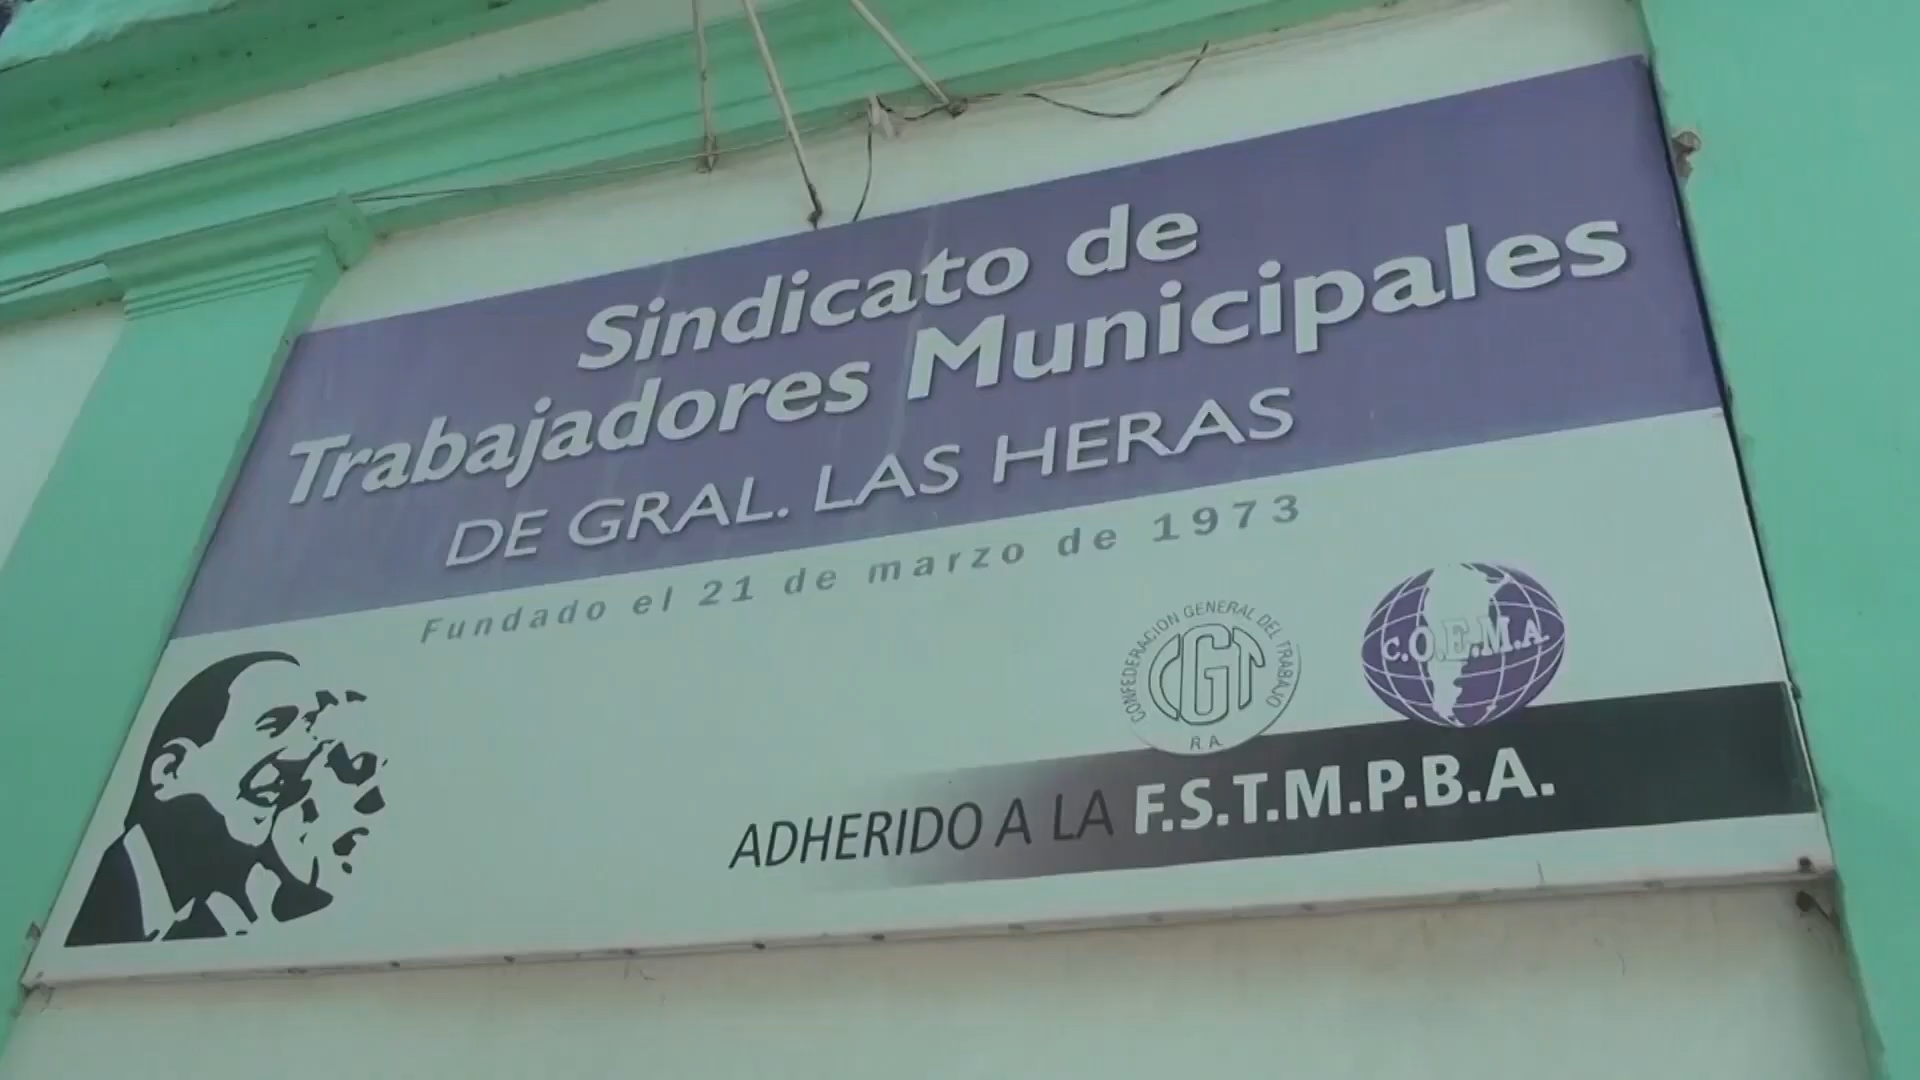 Sindicato de
Trabajadores Municipales
DE GRAL. LAS HERAS
Fundado el 21 de marzo de 1973
CONFEDERACION GENERAL DEL TRABAJO
CGT
R.A.
C.O.E.M.A.
ADHERIDO A LA F.S.T.M.P.B.A.